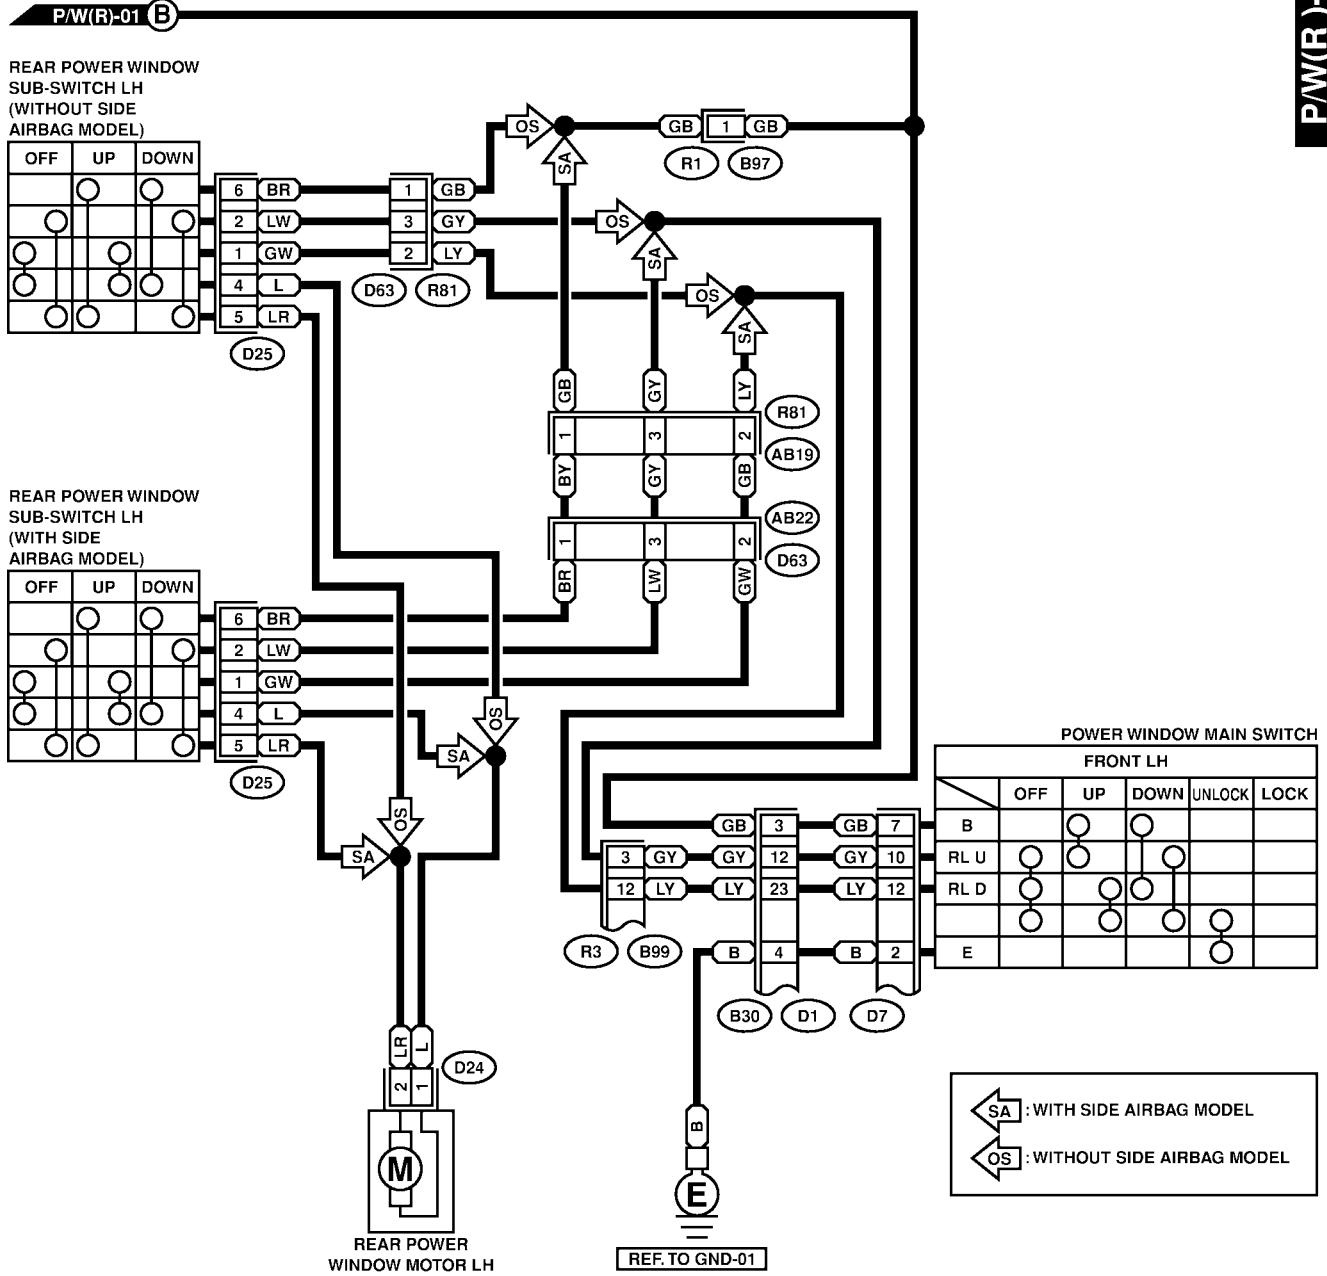 P/W(R)-01 B
P/W(R)-
REAR POWER WINDOW
SUB-SWITCH LH
(WITHOUT SIDE
AIRBAG MODEL)
OFF UP DOWN
6 BR 1 GB
2 LW 3 GY
1 GW 2 LY
4 L
5 LR
D25
D63 R81
OS
SA
GB 1 GB
R1 B97
OS
SA
OS
SA
GB GY LY
R81
1 3 2
AB19
BY GY GB
AB22
1 3 2
D63
BR LW GW
REAR POWER WINDOW
SUB-SWITCH LH
(WITH SIDE
AIRBAG MODEL)
OFF UP DOWN
6 BR
2 LW
1 GW
4 L
5 LR
D25
OS
SA
OS
SA
POWER WINDOW MAIN SWITCH
FRONT LH
OFF UP DOWN UNLOCK LOCK
GB 3 GB 7 B
3 GY GY 12 GY 10 RL U
12 LY LY 23 LY 12 RL D
B 4 B 2 E
R3 B99
B30 D1 D7
LR L
D24
2 1
M
REAR POWER
WINDOW MOTOR LH
B
E
REF. TO GND-01
SA : WITH SIDE AIRBAG MODEL
OS : WITHOUT SIDE AIRBAG MODEL